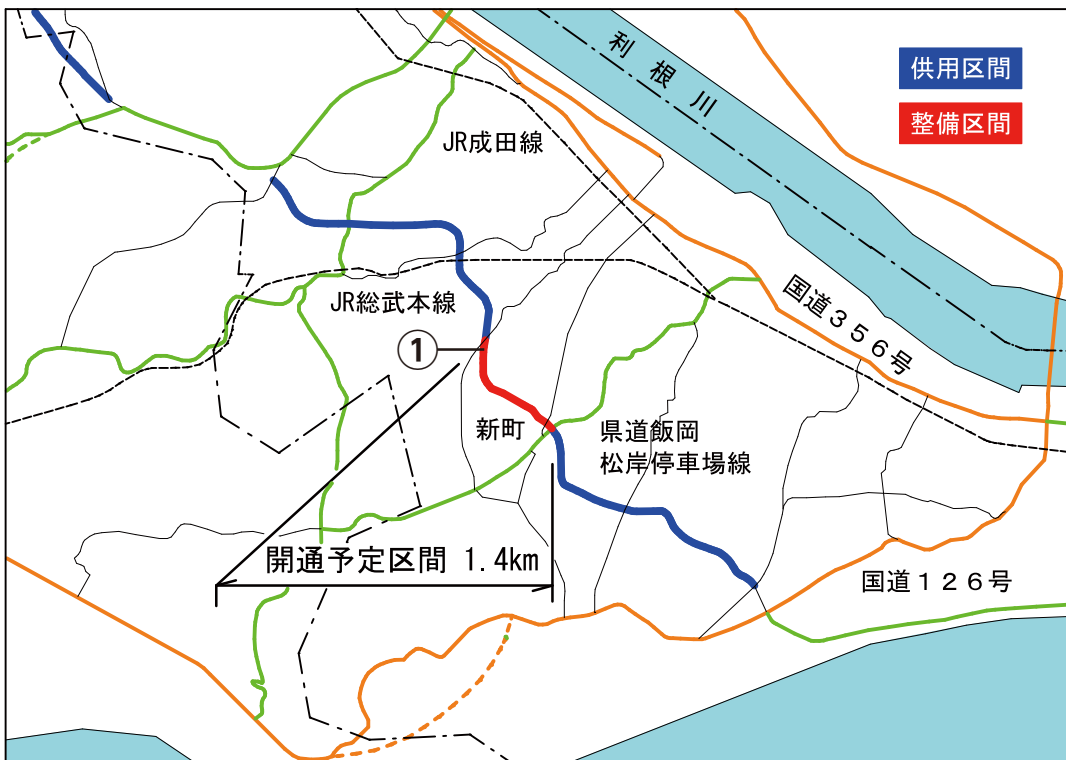 利根川
供用区間
整備区間
JR成田線
国道３５６号
JR総武本線
①
新町
県道飯岡
松岸停車場線
開通予定区間 1.4km
国道１２６号